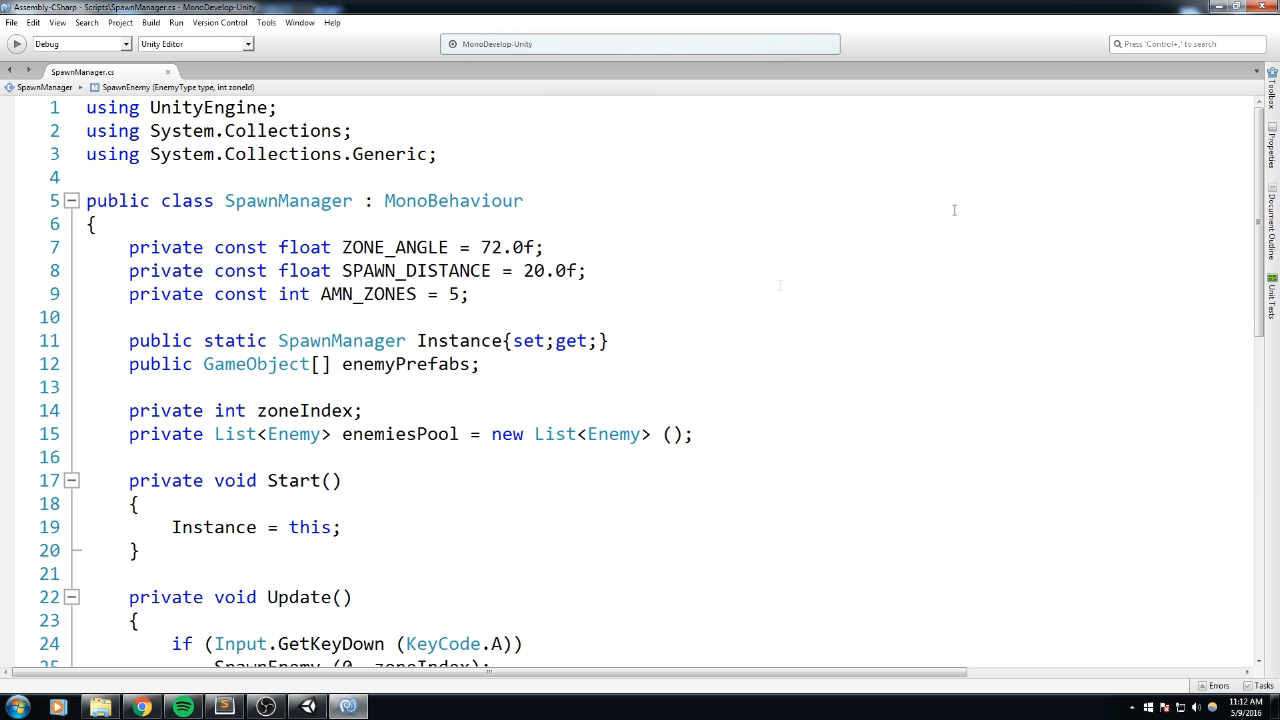 Assembly-CSharp - Scripts\SpawnManager.cs - MonoDevelop-Unity
File Edit View Search Project Build Run Version Control Tools Window Help
Debug Unity Editor MonoDevelop-Unity Press 'Control+,' to search
SpawnManager.cs
SpawnManager SpawnEnemy (EnemyType type, int zoneId)
1 using UnityEngine;
2 using System.Collections;
3 using System.Collections.Generic;
4
5 public class SpawnManager : MonoBehaviour
6 {
7 private const float ZONE_ANGLE = 72.0f;
8 private const float SPAWN_DISTANCE = 20.0f;
9 private const int AMN_ZONES = 5;
10
11 public static SpawnManager Instance{set;get;}
12 public GameObject[] enemyPrefabs;
13
14 private int zoneIndex;
15 private List<Enemy> enemiesPool = new List<Enemy> ();
16
17 private void Start()
18 {
19 Instance = this;
20 }
21
22 private void Update()
23 {
24 if (Input.GetKeyDown (KeyCode.A))
25 SpawnEnemy (0, zoneIndex);
Toolbox
Properties
Document Outline
Unit Tests
Errors Tasks
11:12 AM
5/9/2016